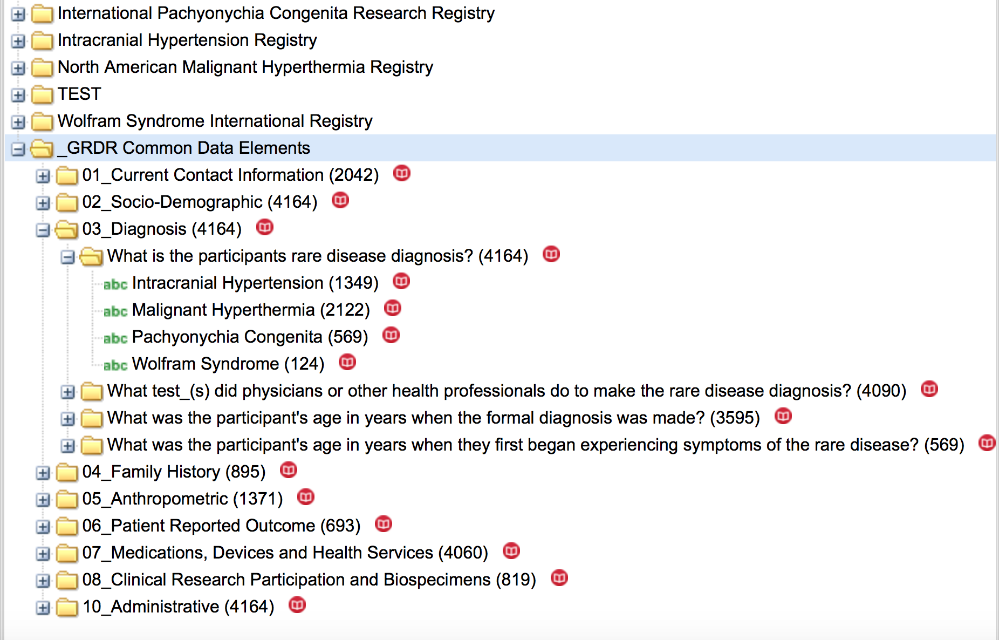 International Pachyonychia Congenita Research Registry
Intracranial Hypertension Registry
North American Malignant Hyperthermia Registry
TEST
Wolfram Syndrome International Registry
_GRDR Common Data Elements
01_Current Contact Information (2042)
02_Socio-Demographic (4164)
03_Diagnosis (4164)
What is the participants rare disease diagnosis? (4164)
abc Intracranial Hypertension (1349)
abc Malignant Hyperthermia (2122)
abc Pachyonychia Congenita (569)
abc Wolfram Syndrome (124)
What test_(s) did physicians or other health professionals do to make the rare disease diagnosis? (4090)
What was the participant's age in years when the formal diagnosis was made? (3595)
What was the participant's age in years when they first began experiencing symptoms of the rare disease? (569)
04_Family History (895)
05_Anthropometric (1371)
06_Patient Reported Outcome (693)
07_Medications, Devices and Health Services (4060)
08_Clinical Research Participation and Biospecimens (819)
10_Administrative (4164)